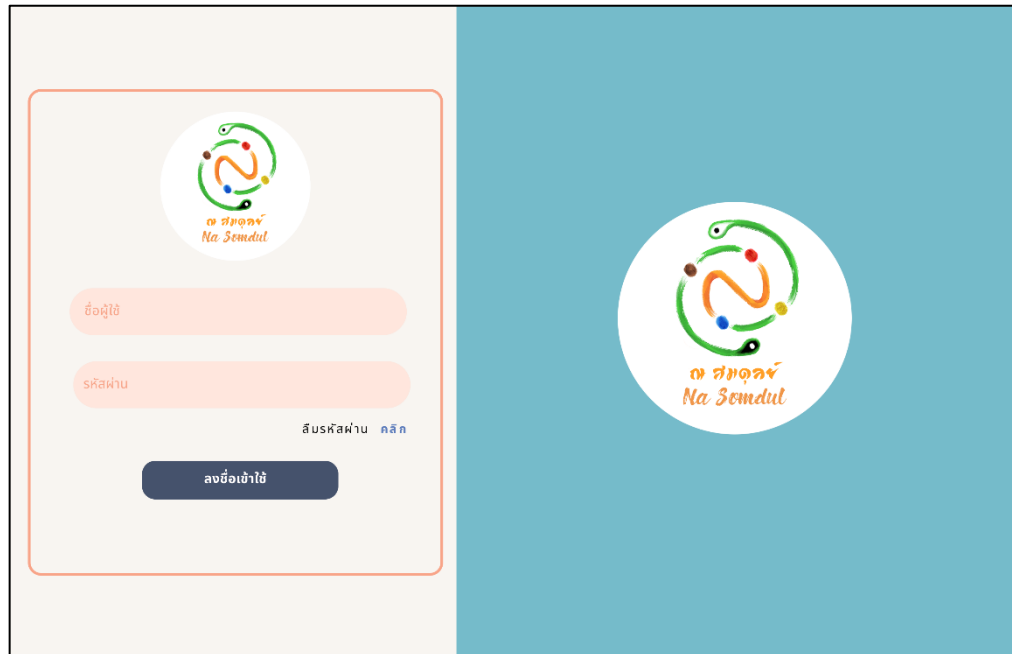 ณ สมดุลย์
Na Somdul
ชื่อผู้ใช้
รหัสผ่าน
ลืมรหัสผ่าน คลิก
ลงชื่อเข้าใช้
ณ สมดุลย์
Na Somdul